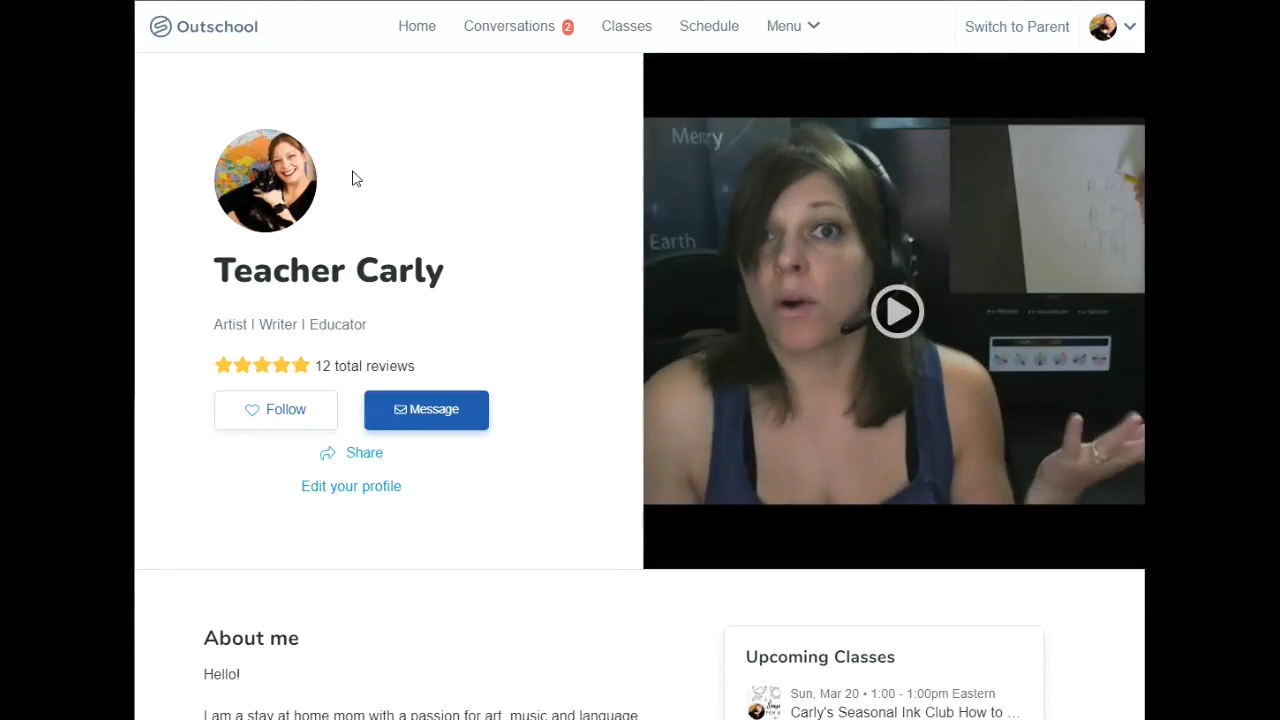 Outschool
Home
Conversations 2
Classes
Schedule
Menu
Switch to Parent
Merry
Earth
Teacher Carly
Artist | Writer | Educator
12 total reviews
Follow
Message
Share
Edit your profile
About me
Hello!
I am a stay at home mom with a passion for art, music and language
Upcoming Classes
Sun, Mar 20 • 1:00 - 1:00pm Eastern
Carly's Seasonal Ink Club How to ...